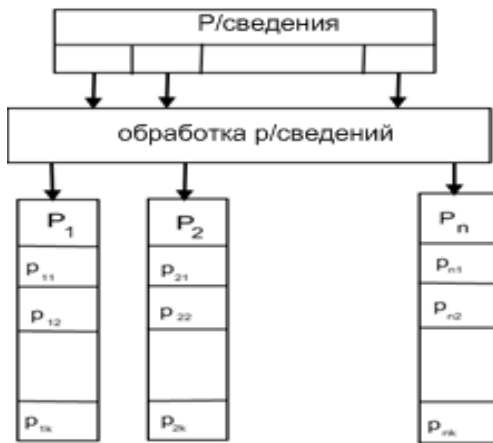 Р/сведения
обработка р/сведений
P₁ P₂ Pₙ
p₁₁ p₂₁ pₙ₁
p₁₂ p₂₂ pₙ₂
p₁ₖ p₂ₖ pₙₖ